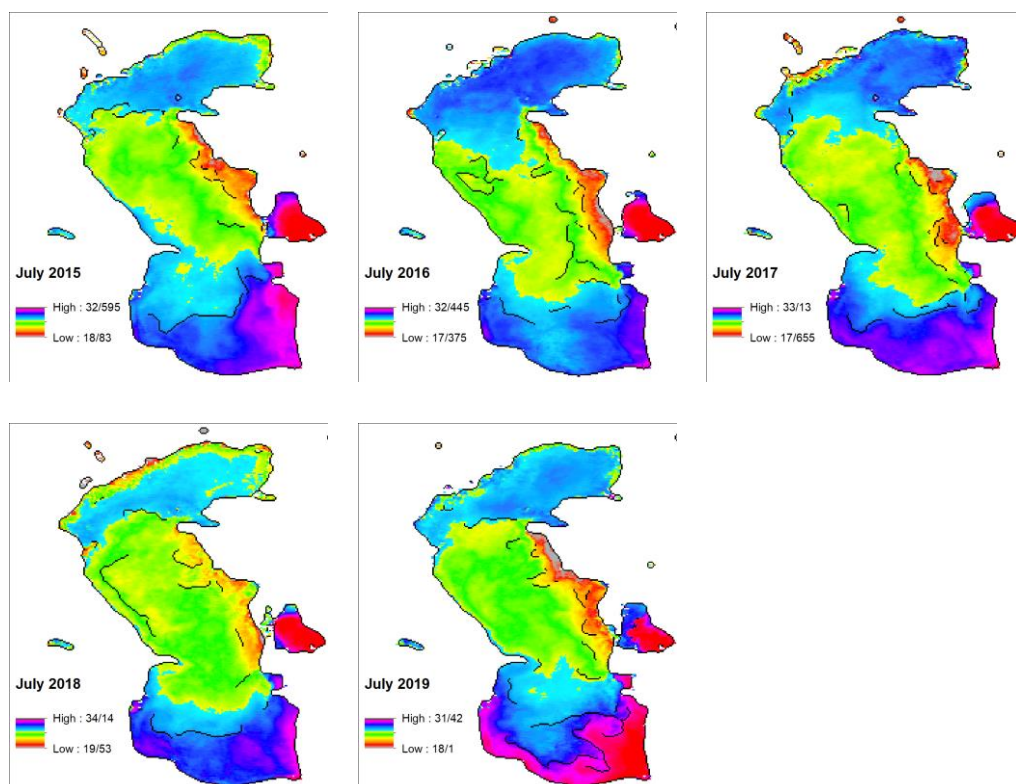 July 2015
High : 32/595
Low : 18/83
July 2016
High : 32/445
Low : 17/375
July 2017
High : 33/13
Low : 17/655
July 2018
High : 34/14
Low : 19/53
July 2019
High : 31/42
Low : 18/1